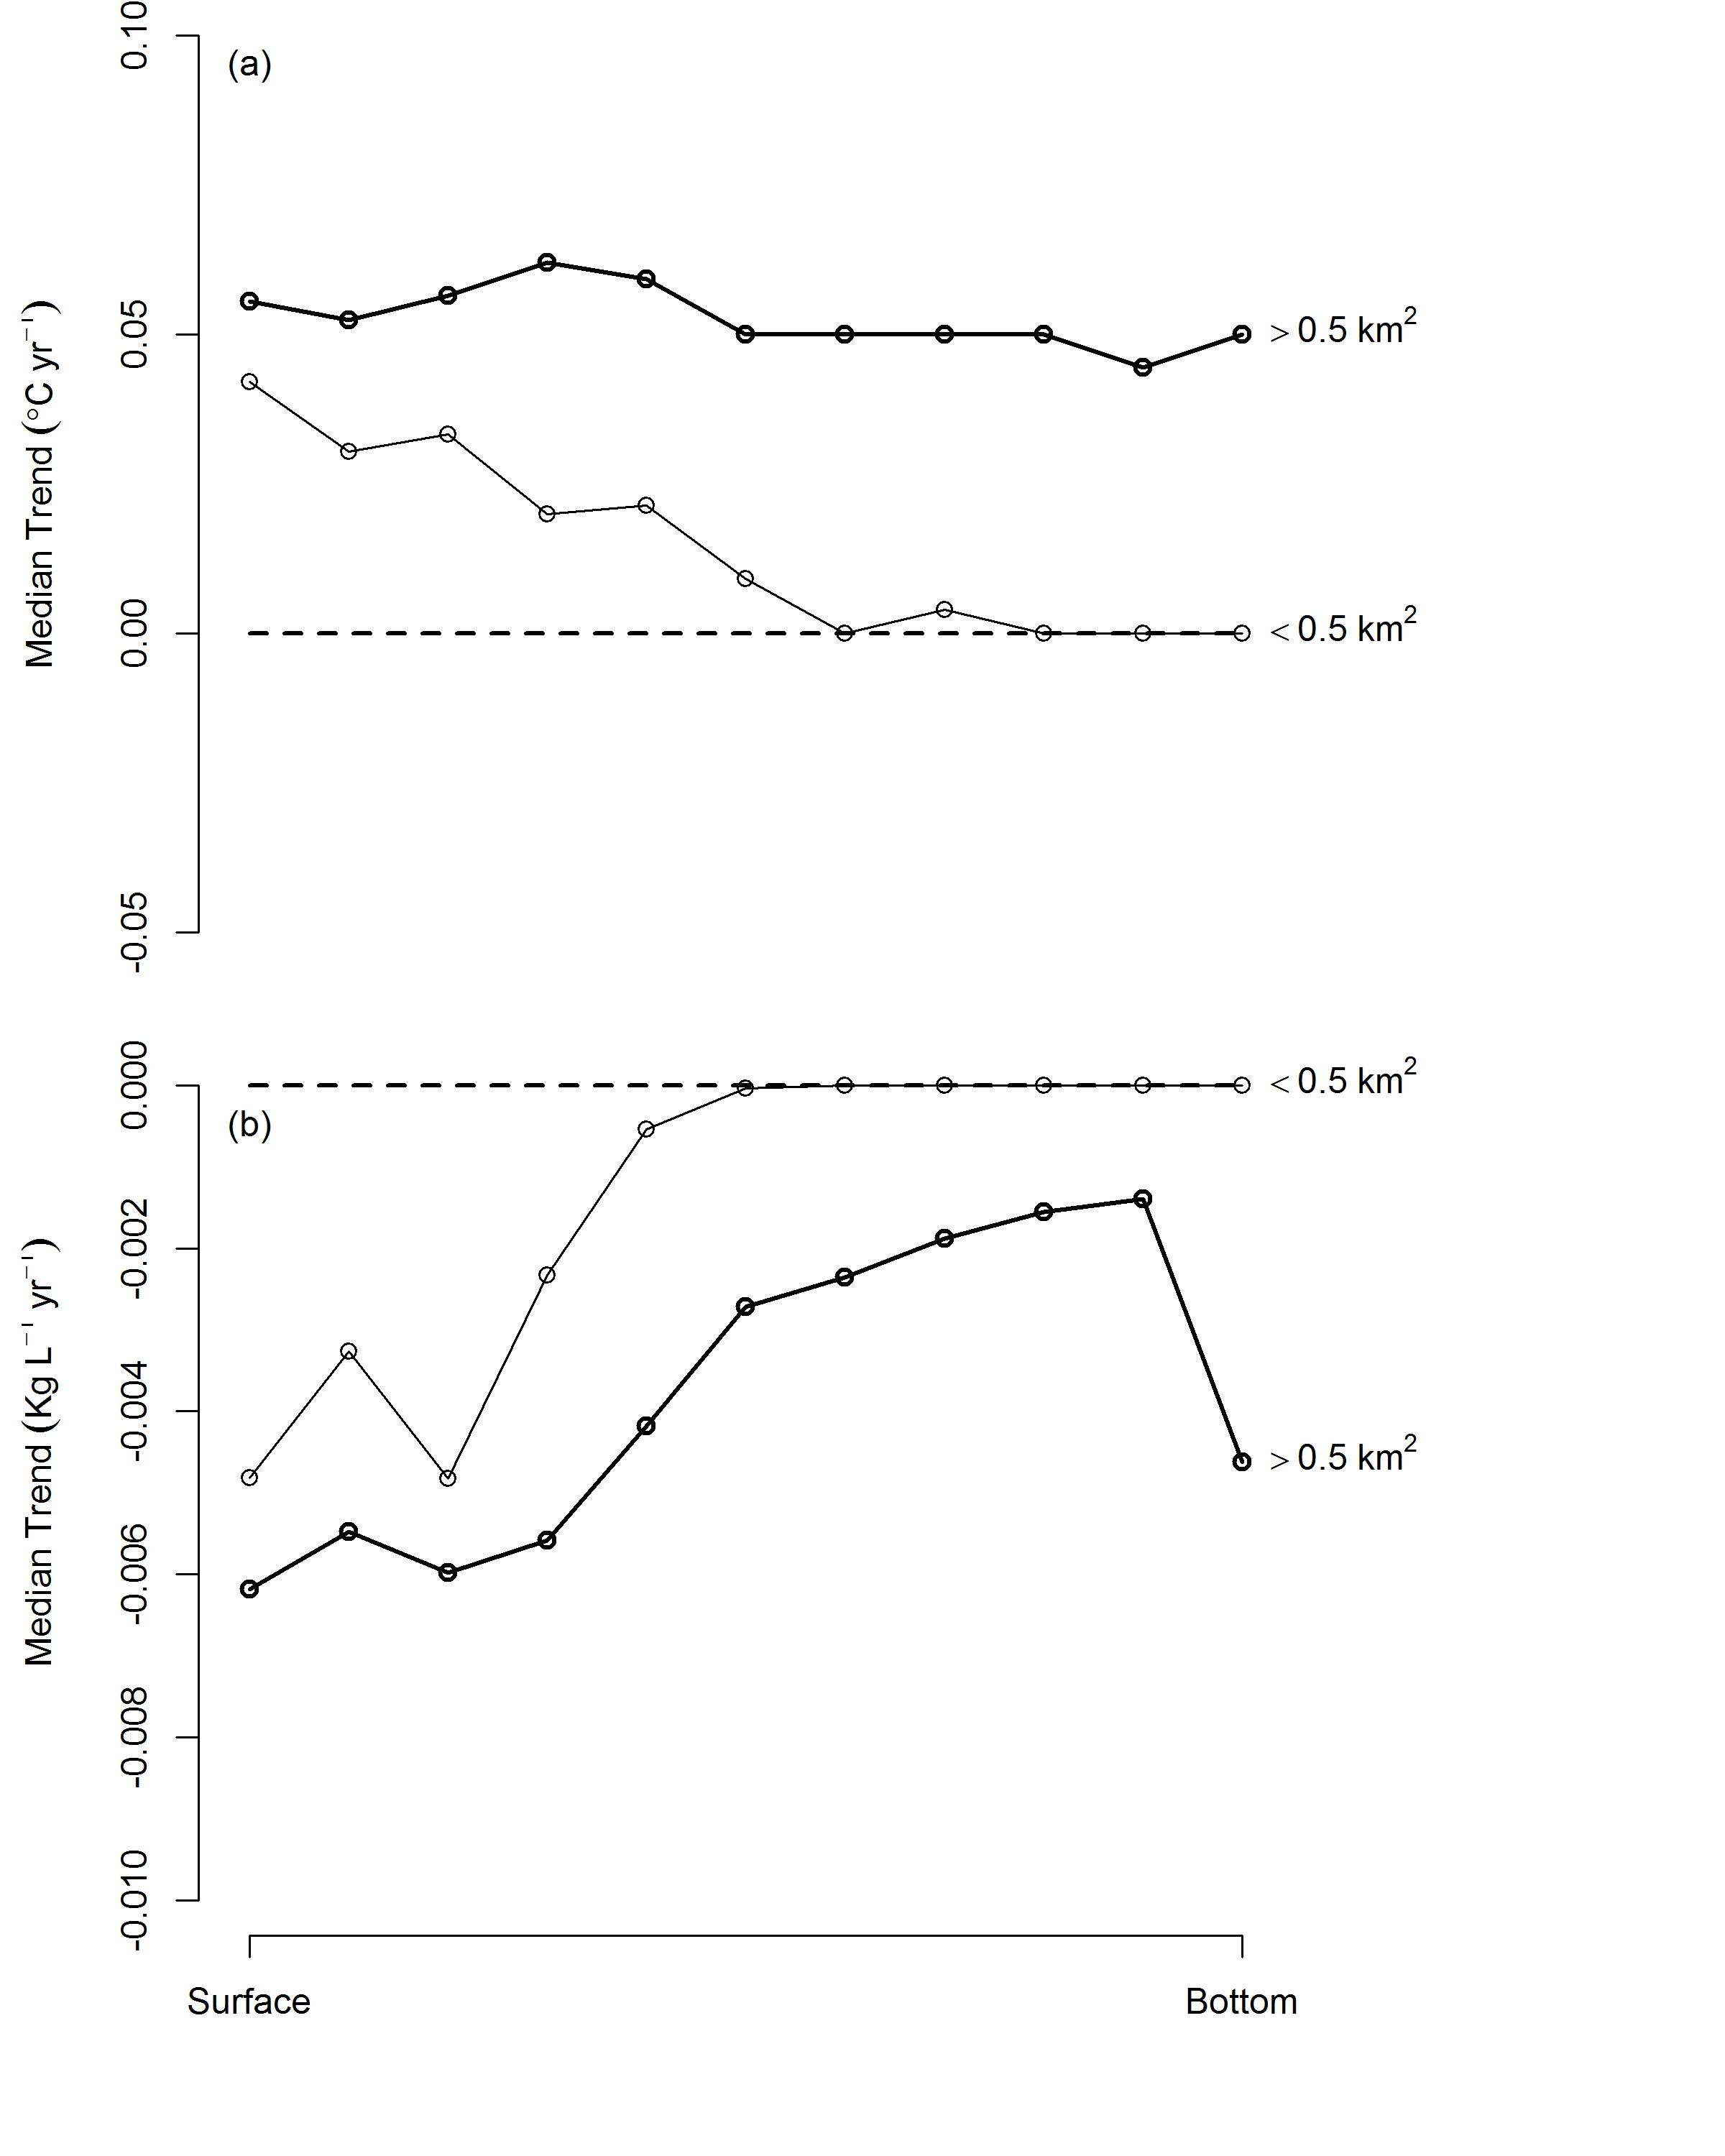 (a)
0.10
0.05
0.00
-0.05
Median Trend (°C yr⁻¹)
> 0.5 km²
< 0.5 km²
(b)
0.000
-0.002
-0.004
-0.006
-0.008
-0.010
Median Trend (Kg L⁻¹ yr⁻¹)
< 0.5 km²
> 0.5 km²
Surface
Bottom